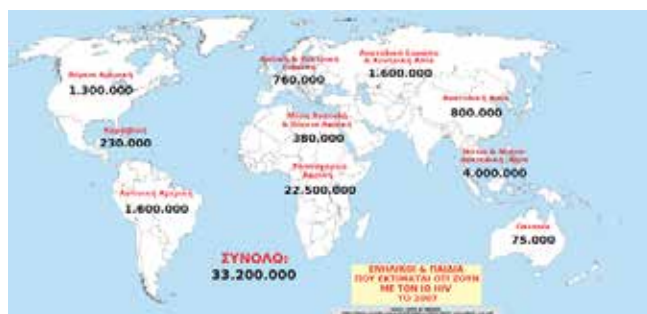 Βόρεια Αμερική
1.300.000
Καραϊβική
230.000
Λατινική Αμερική
1.600.000
Δυτική & Κεντρική
Ευρώπη
760.000
Ανατολική Ευρώπη
& Κεντρική Ασία
1.600.000
Ανατολική Ασία
800.000
Μέση Ανατολή
& Βόρεια Αφρική
380.000
Υποσαχάρια
Αφρική
22.500.000
Νότια & Νότιο-
Ανατολική Ασία
4.000.000
Ωκεανία
75.000
ΣΥΝΟΛΟ:
33.200.000
ΕΝΗΛΙΚΟΙ & ΠΑΙΔΙΑ
ΠΟΥ ΕΚΤΙΜΑΤΑΙ ΟΤΙ ΖΟΥΝ
ΜΕ ΤΟΝ ΙΟ HIV
ΤΟ 2007